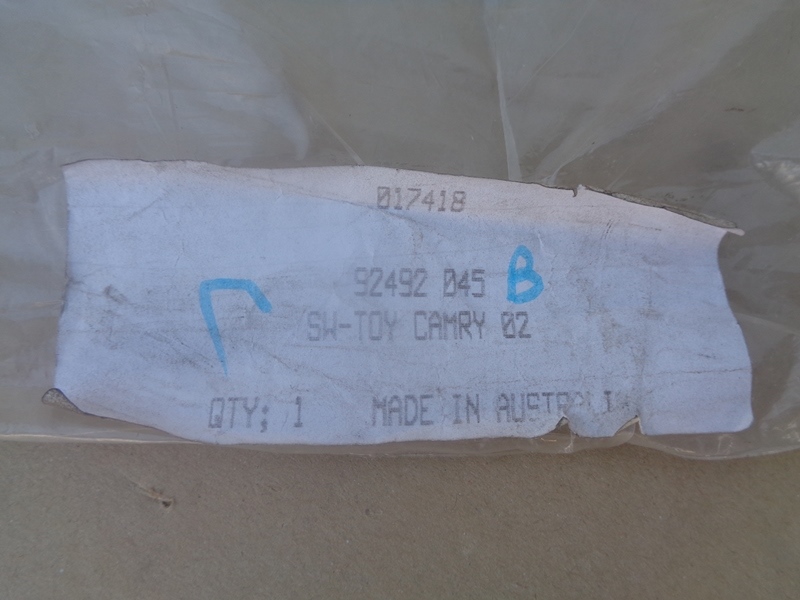 017418
92492 045 B
SW-TOY CAMRY 02
QTY; 1 MADE IN